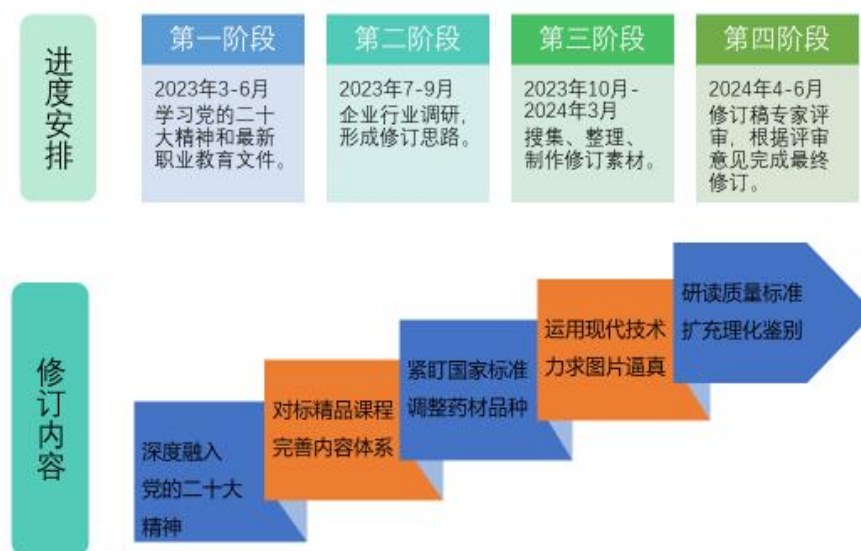 进度安排
第一阶段
2023年3-6月
学习党的二十
大精神和最新
职业教育文件。
第二阶段
2023年7-9月
企业行业调研,
形成修订思路。
第三阶段
2023年10月-
2024年3月
搜集、整理、
制作修订素材。
第四阶段
2024年4-6月
修订稿专家评
审，根据评审
意见完成最终
修订。
修订内容
深度融入
党的二十大
精神
对标精品课程
完善内容体系
紧盯国家标准
调整药材品种
运用现代技术
力求图片逼真
研读质量标准
扩充理化鉴别